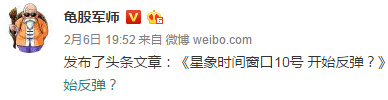 龟股军师
2月6日 19:52 来自 微博 weibo.com
发布了头条文章：《星象时间窗口10号 开始反弹？》
始反弹？